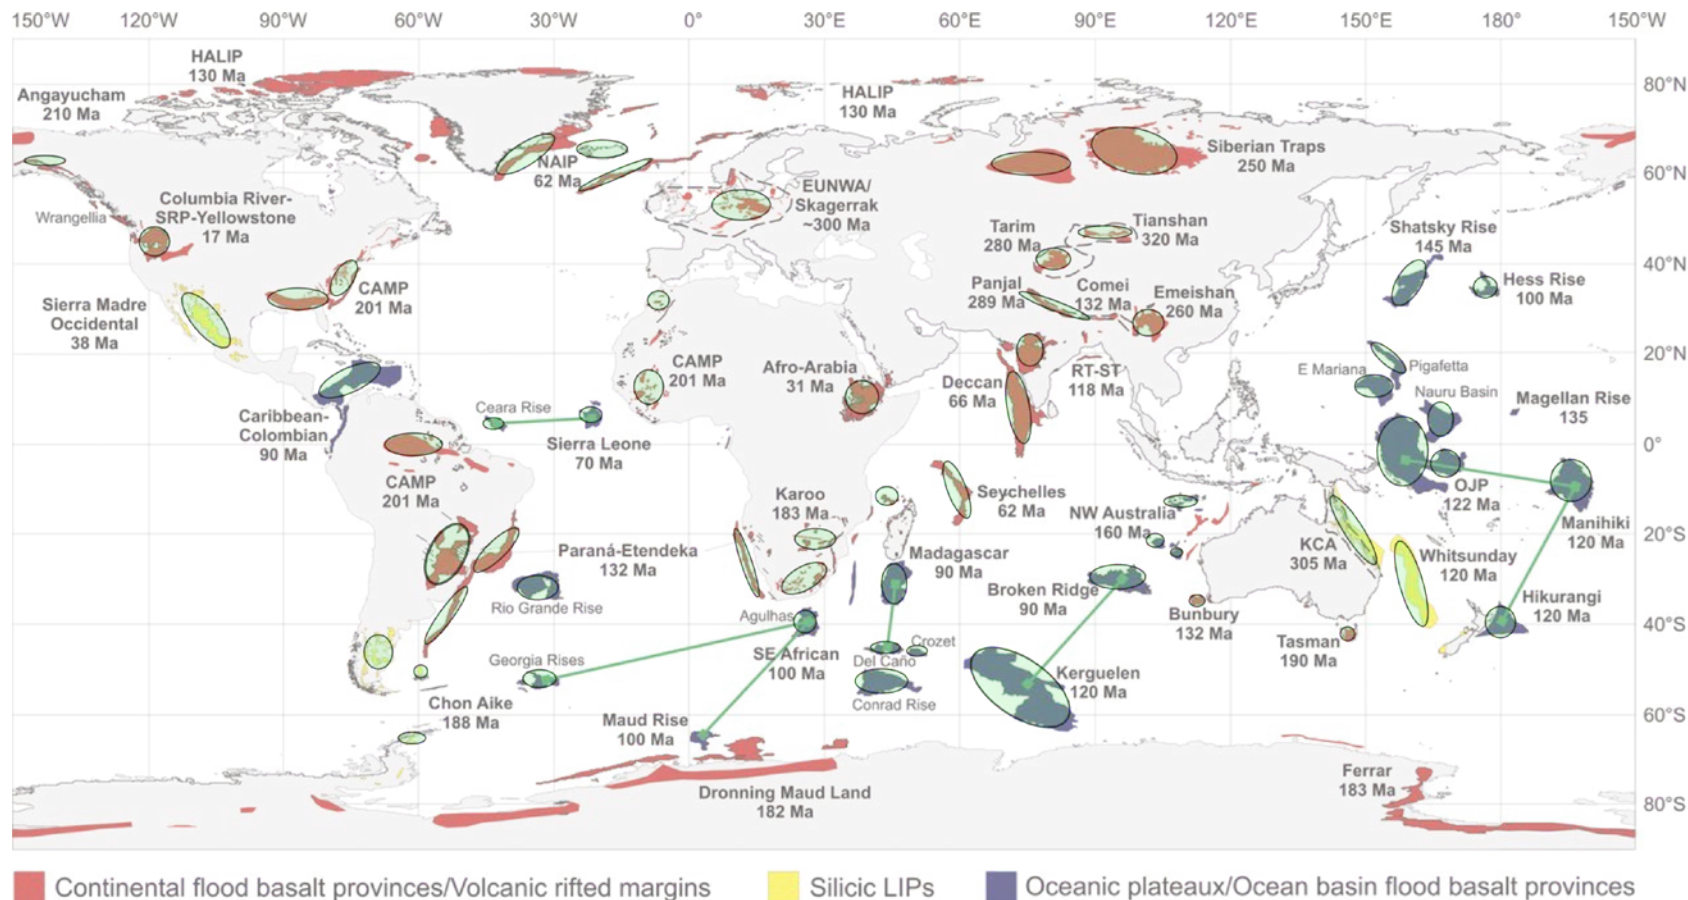 150°W 120°W 90°W 60°W 30°W 0° 30°E 60°E 90°E 120°E 150°E 180° 150°W
HALIP
130 Ma
Angayucham
210 Ma
HALIP
130 Ma
80°N
NAIP
62 Ma
Siberian Traps
250 Ma
60°N
Wrangellia
Columbia River-
SRP-Yellowstone
17 Ma
EUNWA/
Skagerrak
~300 Ma
Tarim
280 Ma
Tianshan
320 Ma
Shatsky Rise
145 Ma
40°N
CAMP
201 Ma
Sierra Madre
Occidental
38 Ma
Panjal
289 Ma
Comei
132 Ma
Emeishan
260 Ma
Hess Rise
100 Ma
20°N
CAMP
201 Ma
Afro-Arabia
31 Ma
Deccan
66 Ma
RT-ST
118 Ma
E Mariana
Pigafetta
Nauru Basin
Magellan Rise
135
Caribbean-
Colombian
90 Ma
Ceara Rise
Sierra Leone
70 Ma
0°
CAMP
201 Ma
Karoo
183 Ma
Seychelles
62 Ma
NW Australia
160 Ma
OJP
122 Ma
Manihiki
120 Ma
20°S
Paraná-Etendeka
132 Ma
Madagascar
90 Ma
KCA
305 Ma
Whitsunday
120 Ma
Rio Grande Rise
Broken Ridge
90 Ma
Bunbury
132 Ma
Hikurangi
120 Ma
40°S
Agulhas
SE African
100 Ma
Crozet
Del Caño
Tasman
190 Ma
Georgia Rises
Conrad Rise
Kerguelen
120 Ma
Chon Aike
188 Ma
Maud Rise
100 Ma
60°S
Dronning Maud Land
182 Ma
Ferrar
183 Ma
80°S
Continental flood basalt provinces/Volcanic rifted margins
Silicic LIPs
Oceanic plateaux/Ocean basin flood basalt provinces